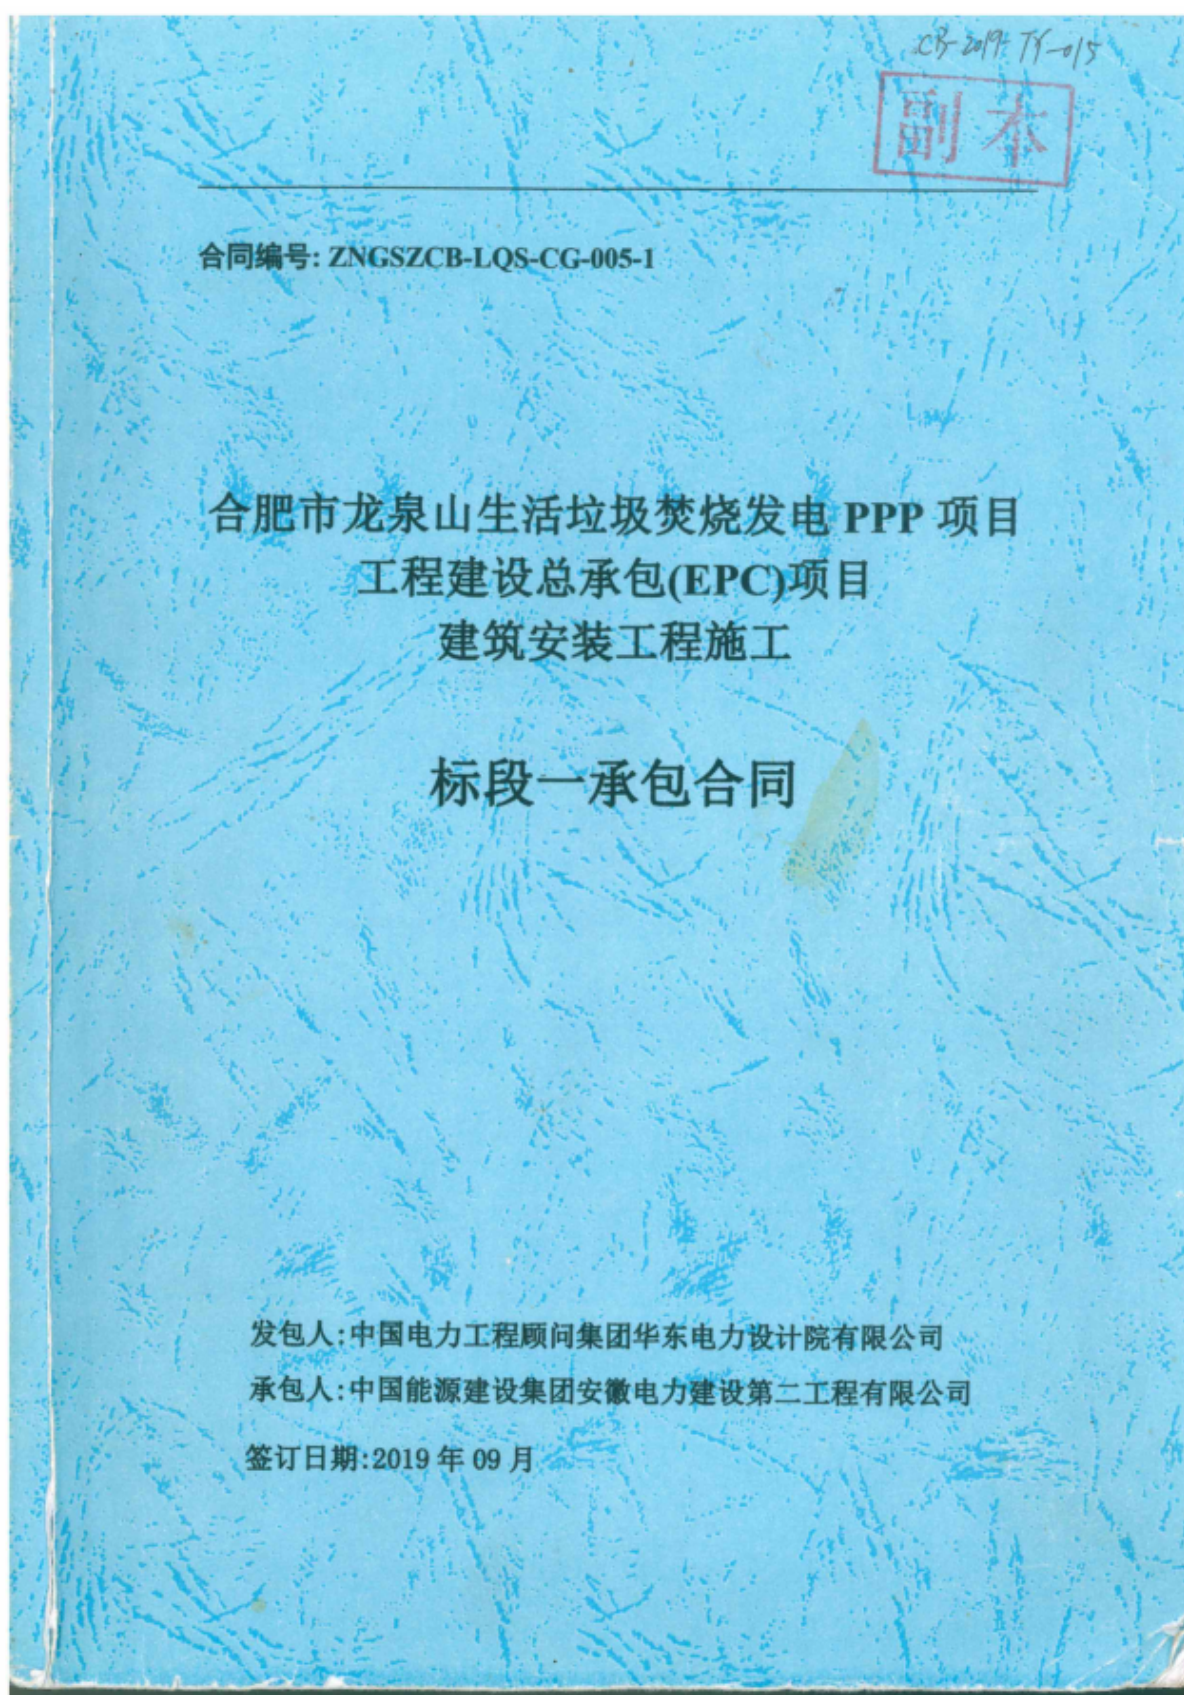 CB-2019-TY-015
副本
合同编号: ZNGSZCB-LQS-CG-005-1
合肥市龙泉山生活垃圾焚烧发电 PPP 项目
工程建设总承包(EPC)项目
建筑安装工程施工
标段一承包合同
发包人:中国电力工程顾问集团华东电力设计院有限公司
承包人:中国能源建设集团安徽电力建设第二工程有限公司
签订日期:2019 年 09 月